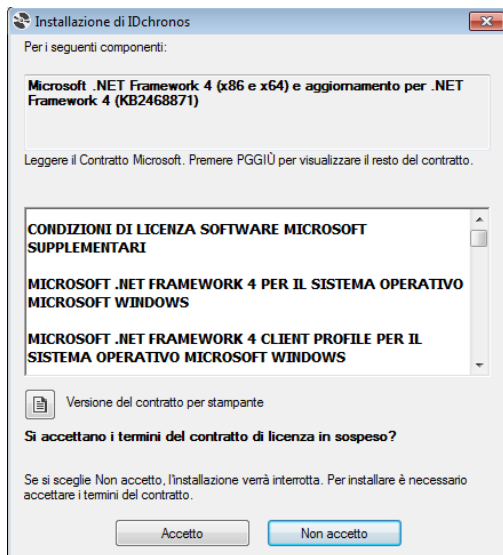 Installazione di IDchronos
Per i seguenti componenti:
Microsoft .NET Framework 4 (x86 e x64) e aggiornamento per .NET
Framework 4 (KB2468871)
Leggere il Contratto Microsoft. Premere PGGIÙ per visualizzare il resto del contratto.
CONDIZIONI DI LICENZA SOFTWARE MICROSOFT
SUPPLEMENTARI
MICROSOFT .NET FRAMEWORK 4 PER IL SISTEMA OPERATIVO
MICROSOFT WINDOWS
MICROSOFT .NET FRAMEWORK 4 CLIENT PROFILE PER IL
SISTEMA OPERATIVO MICROSOFT WINDOWS
Versione del contratto per stampante
Si accettano i termini del contratto di licenza in sospeso?
Se si sceglie Non accetto, l'installazione verrà interrotta. Per installare è necessario
accettare i termini del contratto.
Accetto
Non accetto